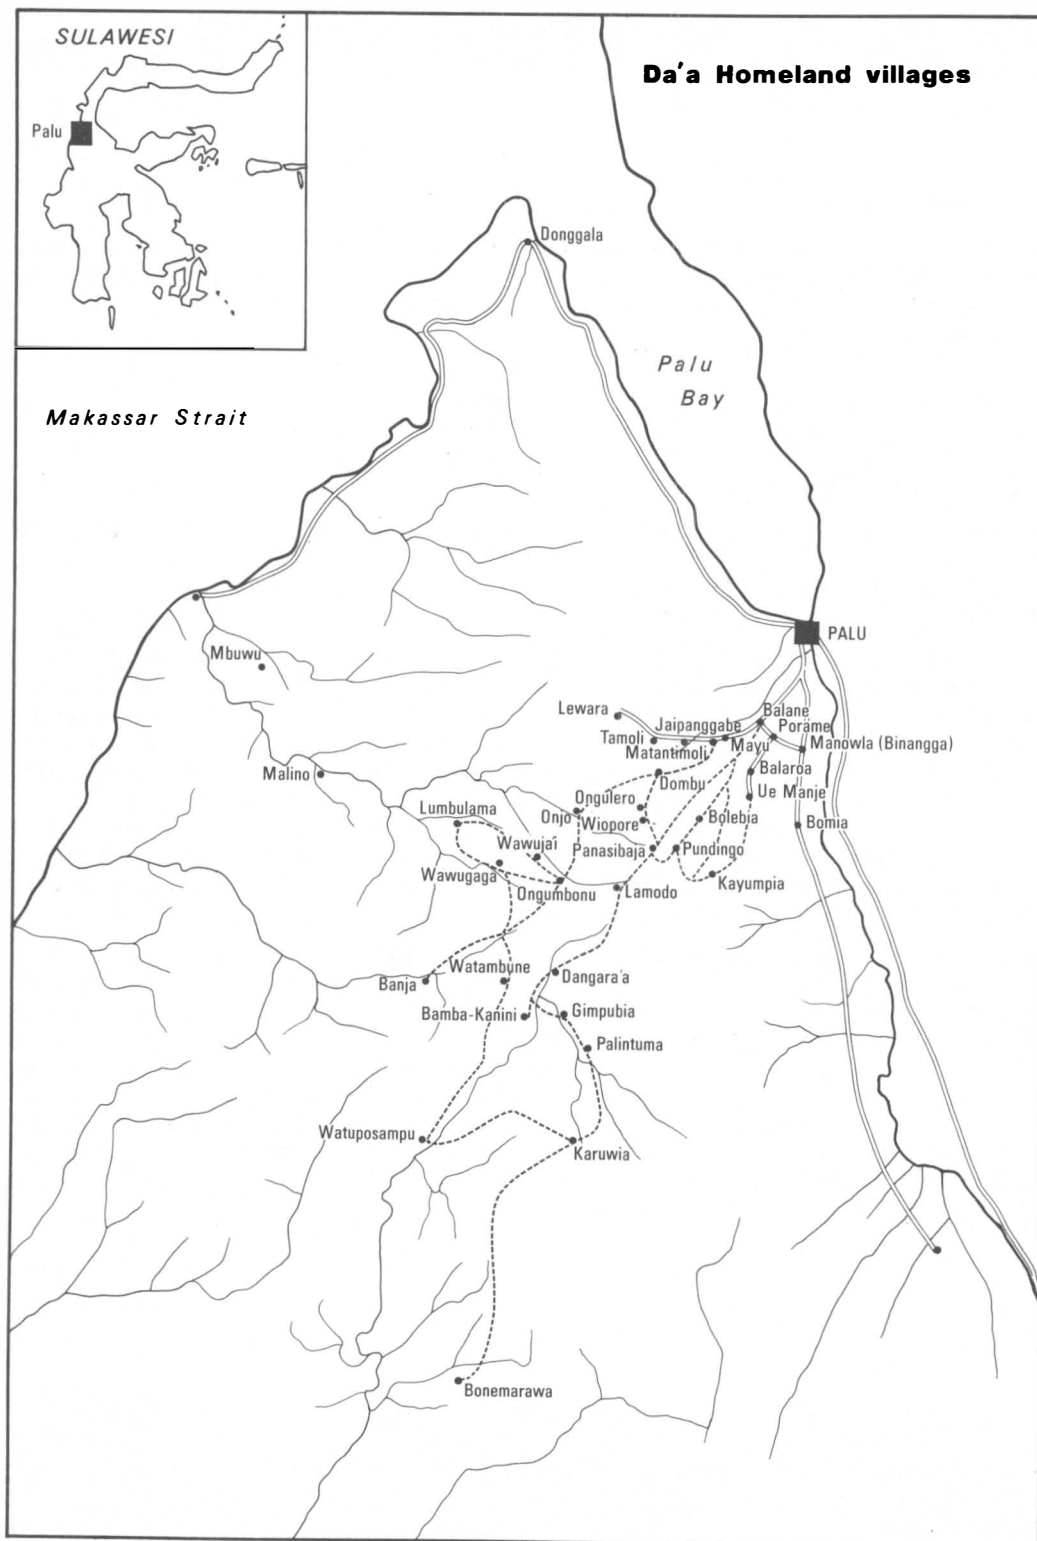 SULAWESI
Palu
Da'a Homeland villages
Donggala
Palu
Bay
Makassar Strait
PALU
Mbuwu
Lewara
Balane
Jaipanggabe
Porame
Tamoli
Matantimoli
Mayu
Manowla (Binangga)
Malino
Dombu
Balaroa
Ue Manje
Ongulero
Lumbulama
Onjo
Wiopore
Bolebia
Bomia
Wawujai
Panasibaja
Pundingo
Wawugaga
Ongumbonu
Lamodo
Kayumpia
Banja
Watambune
Dangara'a
Bamba-Kanini
Gimpubia
Palintuma
Watuposampu
Karuwia
Bonemarawa